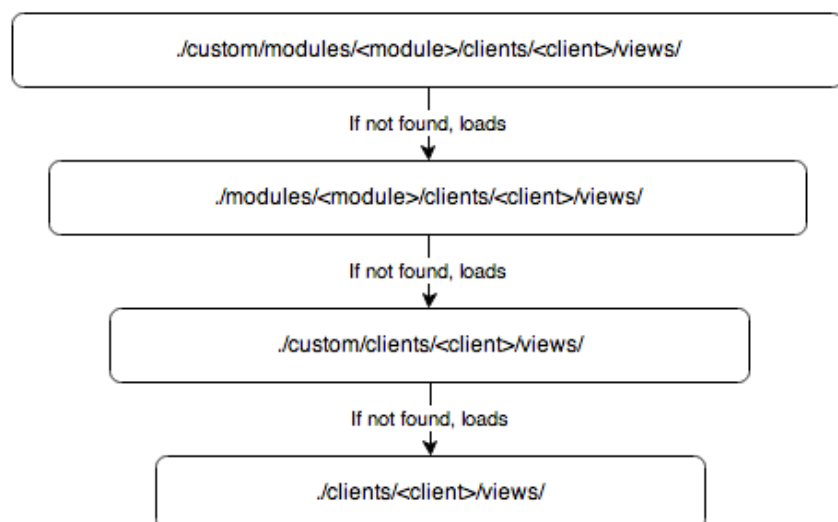 ./custom/modules/<module>/clients/<client>/views/
If not found, loads
./modules/<module>/clients/<client>/views/
If not found, loads
./custom/clients/<client>/views/
If not found, loads
./clients/<client>/views/